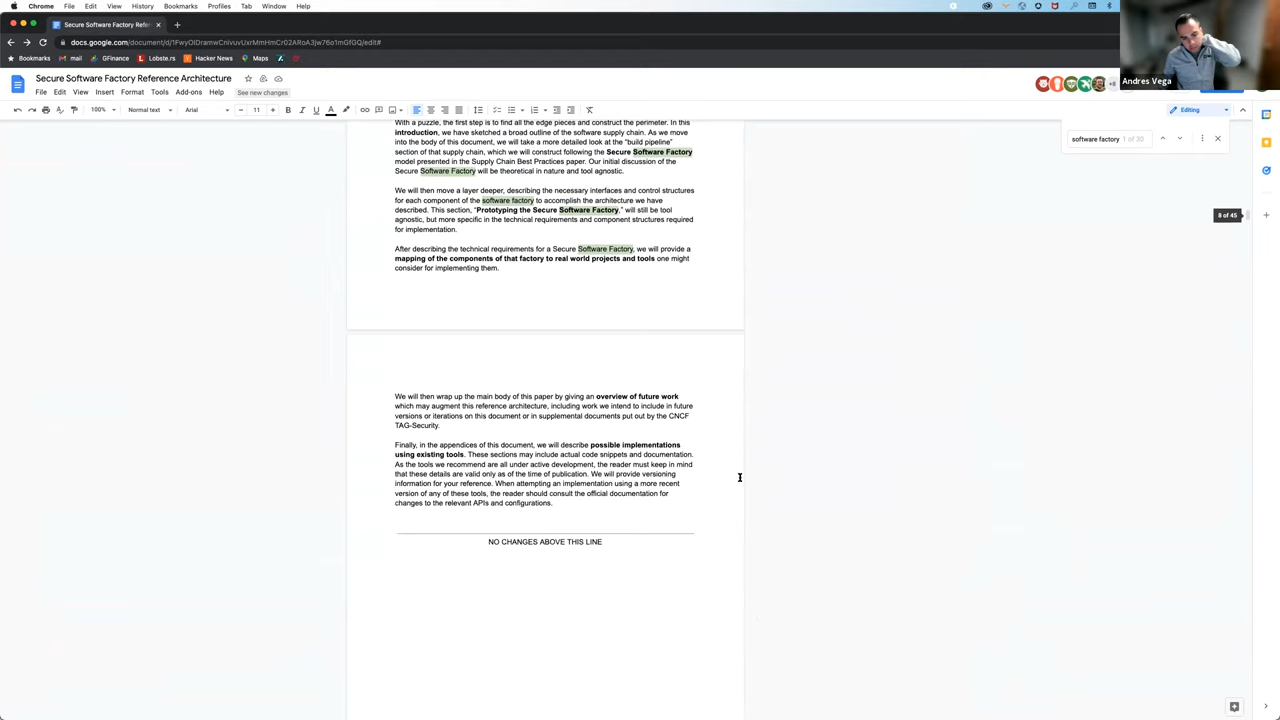 Chrome File Edit View History Bookmarks Profiles Tab Window Help
Secure Software Factory Refer
docs.google.com/document/d/1FwyOIDramwCnivuvUxrMmHmCr02ARoA3jw76o1mGfGQ/edit#
Bookmarks mail GFinance Lobste.rs Hacker News Maps
Andres Vega
Secure Software Factory Reference Architecture
File Edit View Insert Format Tools Add-ons Help See new changes
+8
100% Normal text Arial 11 Editing
software factory 1 of 30
With a puzzle, the first step is to find all the edge pieces and construct the perimeter. In this
introduction, we have sketched a broad outline of the software supply chain. As we move
into the body of this document, we will take a more detailed look at the “build pipeline”
section of that supply chain, which we will construct following the Secure Software Factory
model presented in the Supply Chain Best Practices paper. Our initial discussion of the
Secure Software Factory will be theoretical in nature and tool agnostic.
We will then move a layer deeper, describing the necessary interfaces and control structures
for each component of the software factory to accomplish the architecture we have
described. This section, “Prototyping the Secure Software Factory,” will still be tool
agnostic, but more specific in the technical requirements and component structures required
for implementation.
8 of 45
After describing the technical requirements for a Secure Software Factory, we will provide a
mapping of the components of that factory to real world projects and tools one might
consider for implementing them.
We will then wrap up the main body of this paper by giving an overview of future work
which may augment this reference architecture, including work we intend to include in future
versions or iterations on this document or in supplemental documents put out by the CNCF
TAG-Security.
Finally, in the appendices of this document, we will describe possible implementations
using existing tools. These sections may include actual code snippets and documentation.
As the tools we recommend are all under active development, the reader must keep in mind
that these details are valid only as of the time of publication. We will provide versioning
information for your reference. When attempting an implementation using a more recent
version of any of these tools, the reader should consult the official documentation for
changes to the relevant APIs and configurations.
NO CHANGES ABOVE THIS LINE